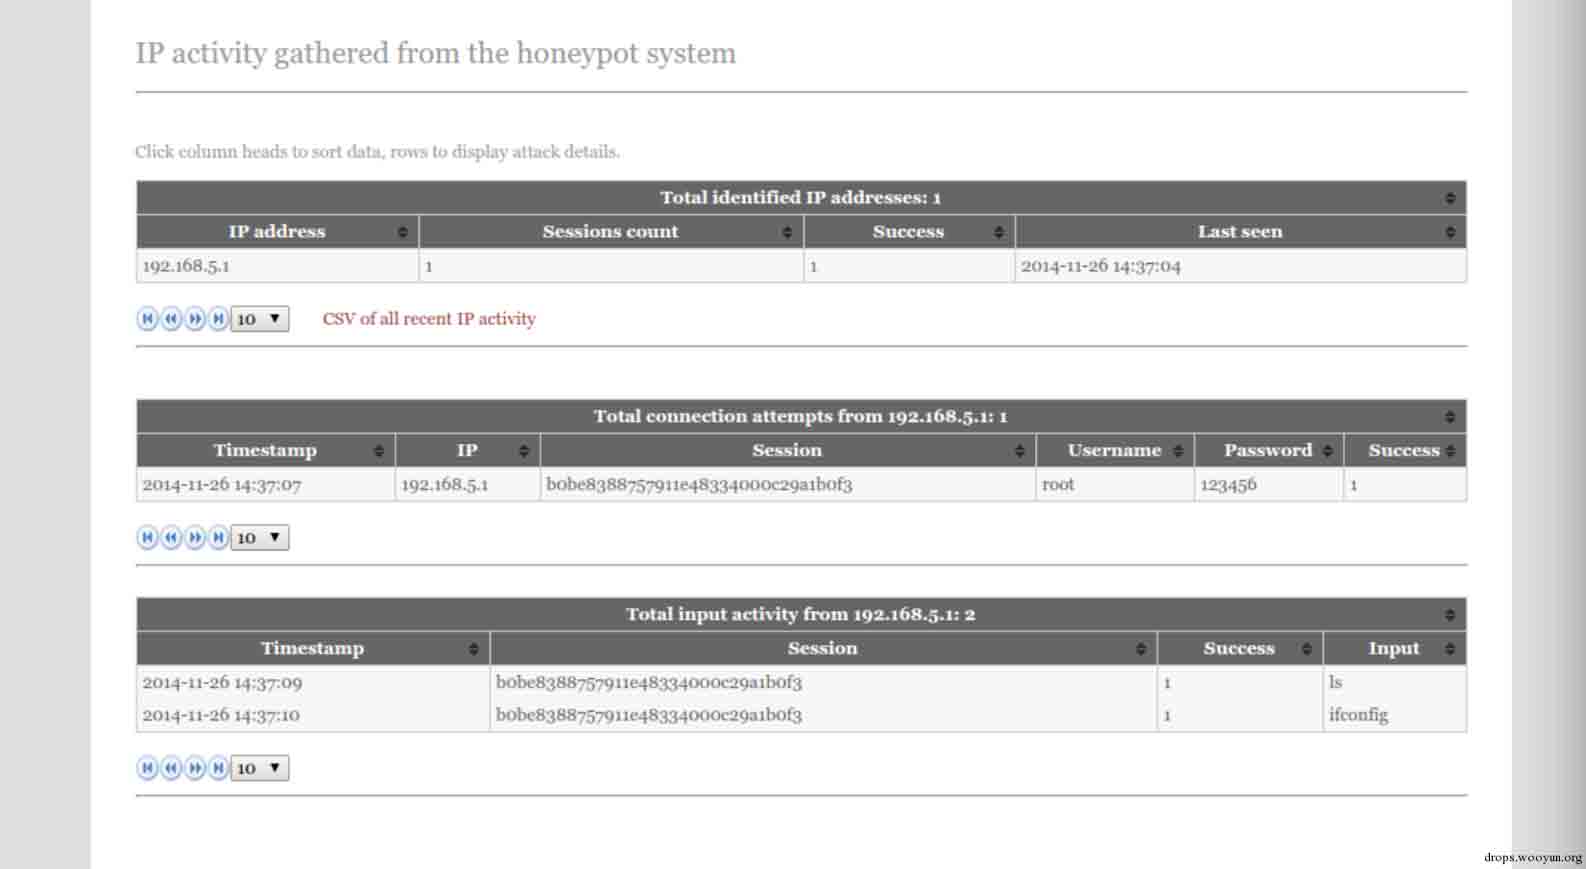 IP activity gathered from the honeypot system
Click column heads to sort data, rows to display attack details.
Total identified IP addresses: 1
IP address Sessions count Success Last seen
192.168.5.1 1 1 2014-11-26 14:37:04
10 CSV of all recent IP activity
Total connection attempts from 192.168.5.1: 1
Timestamp IP Session Username Password Success
2014-11-26 14:37:07 192.168.5.1 b0be8388757911e48334000c29a1b0f3 root 123456 1
10
Total input activity from 192.168.5.1: 2
Timestamp Session Success Input
2014-11-26 14:37:09 b0be8388757911e48334000c29a1b0f3 1 ls
2014-11-26 14:37:10 b0be8388757911e48334000c29a1b0f3 1 ifconfig
10
drops.wooyun.org